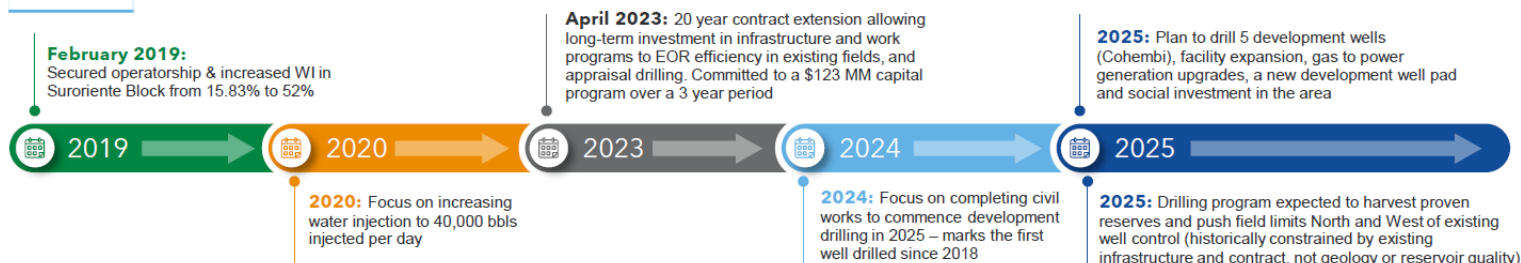 February 2019:
Secured operatorship & increased WI in
Suroriente Block from 15.83% to 52%
April 2023: 20 year contract extension allowing
long-term investment in infrastructure and work
programs to EOR efficiency in existing fields, and
appraisal drilling. Committed to a $123 MM capital
program over a 3 year period
2025: Plan to drill 5 development wells
(Cohembi), facility expansion, gas to power
generation upgrades, a new development well pad
and social investment in the area
2019
2020
2023
2024
2025
2020: Focus on increasing
water injection to 40,000 bbls
injected per day
2024: Focus on completing civil
works to commence development
drilling in 2025 – marks the first
well drilled since 2018
2025: Drilling program expected to harvest proven
reserves and push field limits North and West of existing
well control (historically constrained by existing
infrastructure and contract, not geology or reservoir quality)